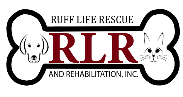 RUFF LIFE RESCUE
RLR
AND REHABILITATION, INC.